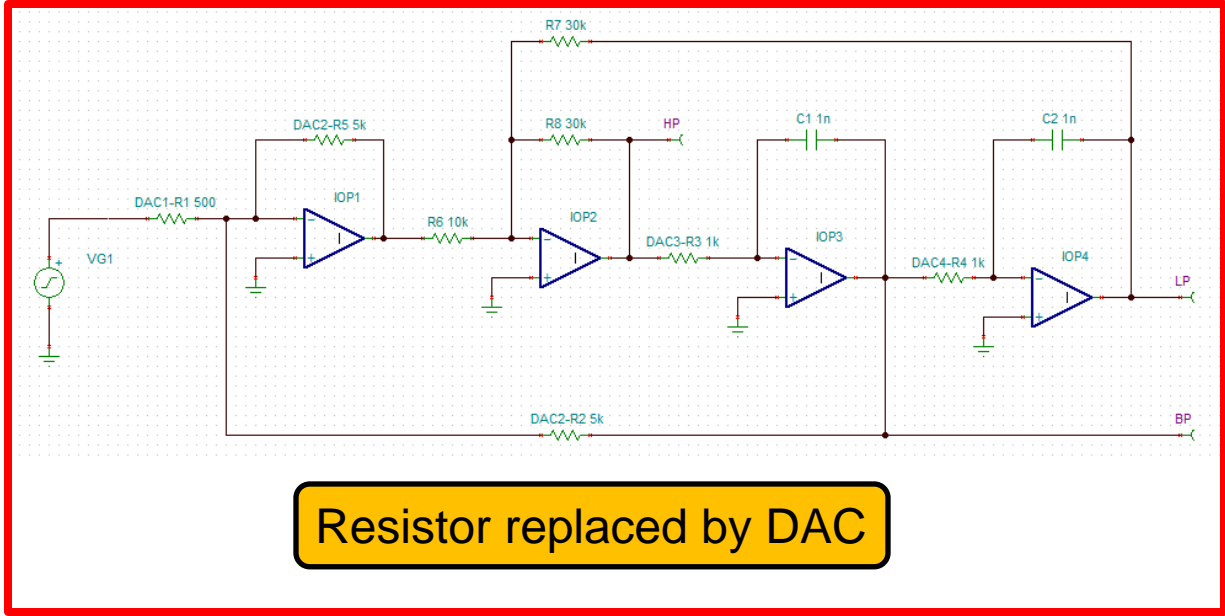 R7 30k
DAC2-R5 5k
R8 30k
HP
C1 1n
C2 1n
DAC1-R1 500
IOP1
R6 10k
IOP2
DAC3-R3 1k
IOP3
DAC4-R4 1k
IOP4
VG1
LP
DAC2-R2 5k
BP
Resistor replaced by DAC